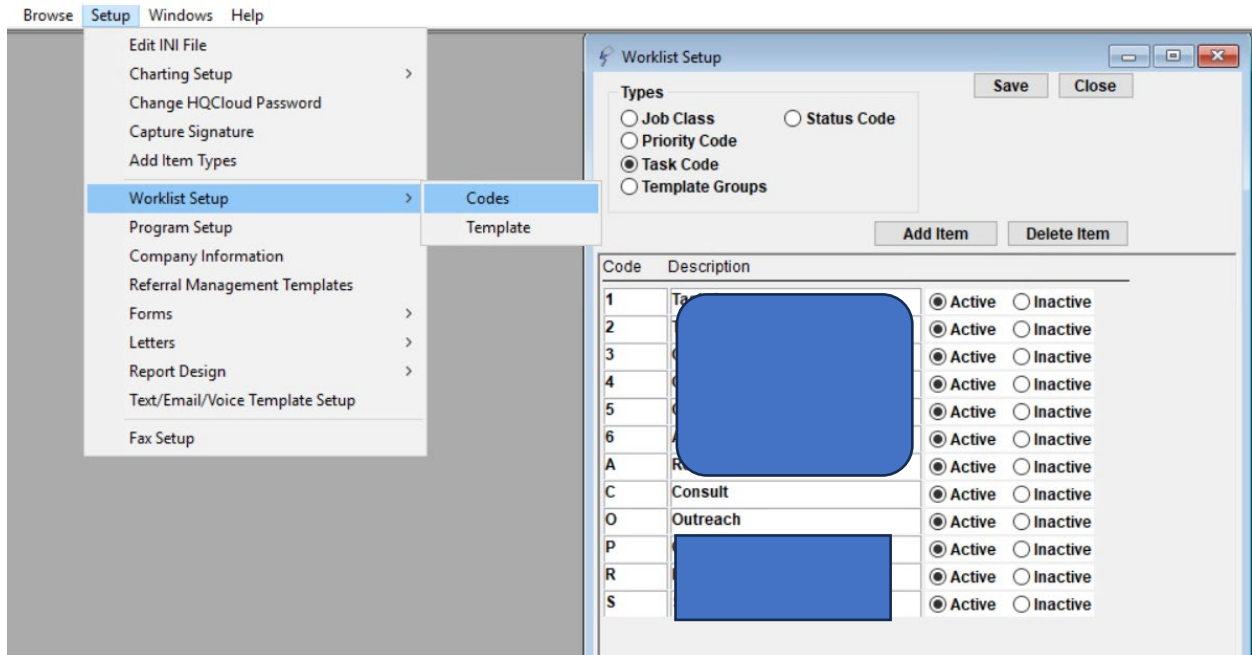 Browse Setup Windows Help
Edit INI File
Charting Setup >
Change HQCloud Password
Capture Signature
Add Item Types
Worklist Setup >
Program Setup
Company Information
Referral Management Templates
Forms >
Letters >
Report Design >
Text/Email/Voice Template Setup
Fax Setup
Codes
Template
Worklist Setup
Save Close
Types
Job Class Status Code
Priority Code
Task Code
Template Groups
Add Item Delete Item
Code Description
1 Active Inactive
2 Active Inactive
3 Active Inactive
4 Active Inactive
5 Active Inactive
6 Active Inactive
A Active Inactive
C Consult Active Inactive
O Outreach Active Inactive
P Active Inactive
R Active Inactive
S Active Inactive